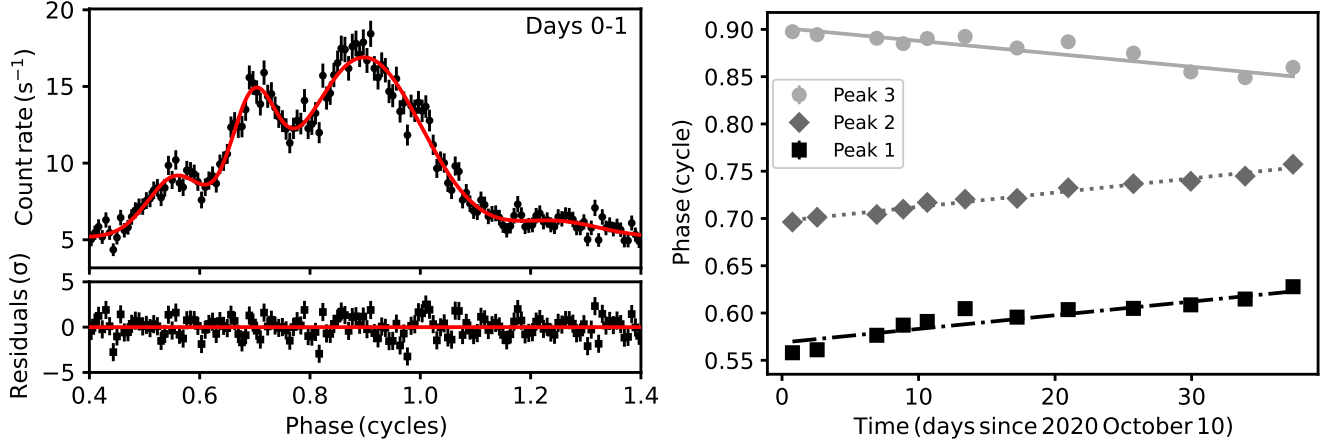 Days 0-1
Count rate (s⁻¹)
20
15
10
5
Residuals (σ)
5
0
−5
0.4 0.6 0.8 1.0 1.2 1.4
Phase (cycles)
Phase (cycle)
0.90
0.85
0.80
0.75
0.70
0.65
0.60
0.55
Peak 3
Peak 2
Peak 1
0 10 20 30
Time (days since 2020 October 10)